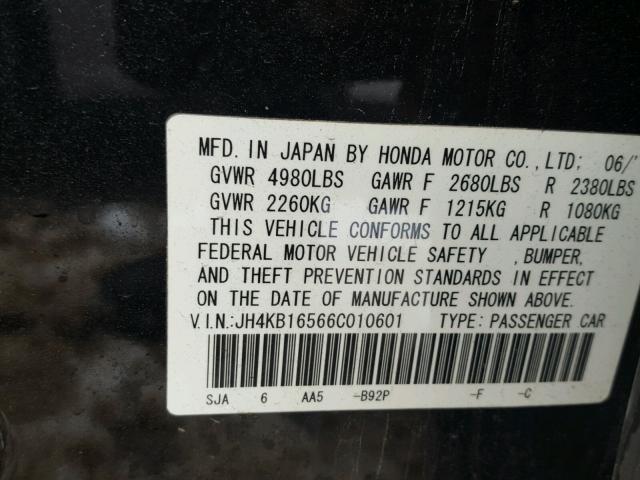 MFD. IN JAPAN BY HONDA MOTOR CO.,LTD; 06/'
GVWR 4980LBS GAWR F 2680LBS R 2380LBS
GVWR 2260KG GAWR F 1215KG R 1080KG
THIS VEHICLE CONFORMS TO ALL APPLICABLE
FEDERAL MOTOR VEHICLE SAFETY , BUMPER,
AND THEFT PREVENTION STANDARDS IN EFFECT
ON THE DATE OF MANUFACTURE SHOWN ABOVE.
V.I.N.:JH4KB16566C010601 TYPE: PASSENGER CAR
SJA 6 AA5 -B92P -F -C